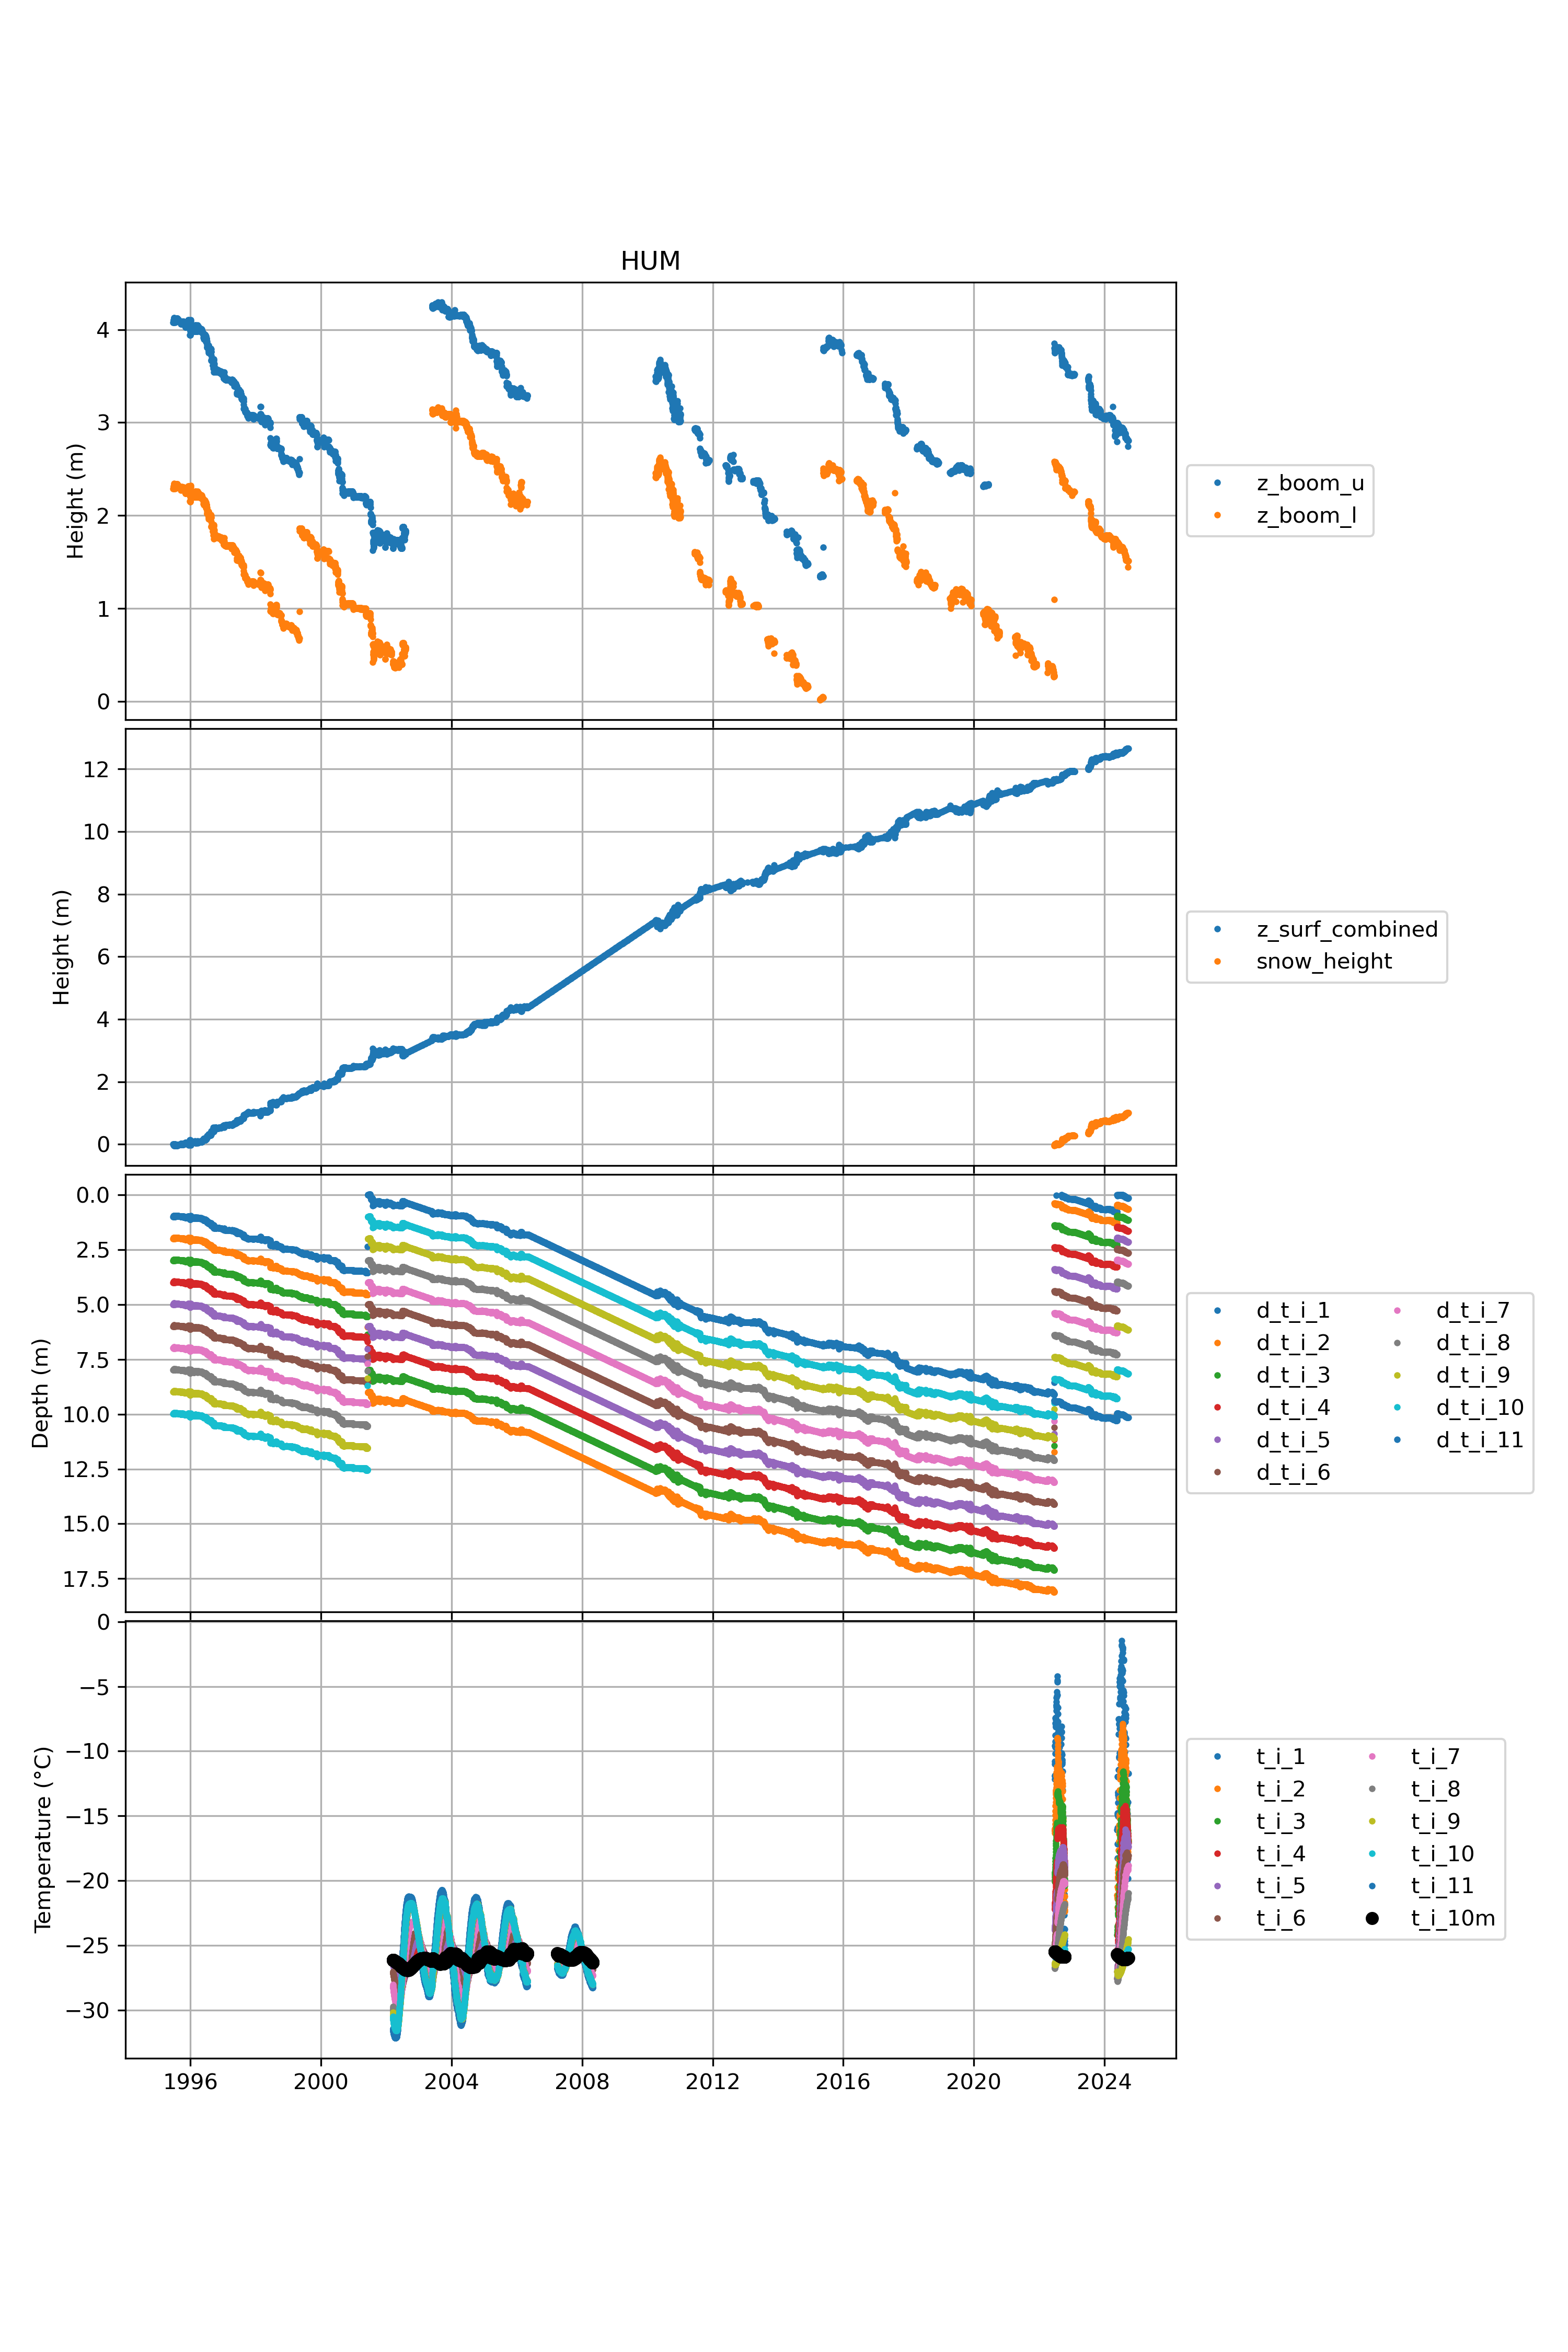 HUM
Height (m)
4
3
2
1
0
z_boom_u
z_boom_l
Height (m)
12
10
8
6
4
2
0
z_surf_combined
snow_height
Depth (m)
0.0
2.5
5.0
7.5
10.0
12.5
15.0
17.5
d_t_i_1 d_t_i_7
d_t_i_2 d_t_i_8
d_t_i_3 d_t_i_9
d_t_i_4 d_t_i_10
d_t_i_5 d_t_i_11
d_t_i_6
Temperature (°C)
0
−5
−10
−15
−20
−25
−30
t_i_1 t_i_7
t_i_2 t_i_8
t_i_3 t_i_9
t_i_4 t_i_10
t_i_5 t_i_11
t_i_6 t_i_10m
1996 2000 2004 2008 2012 2016 2020 2024